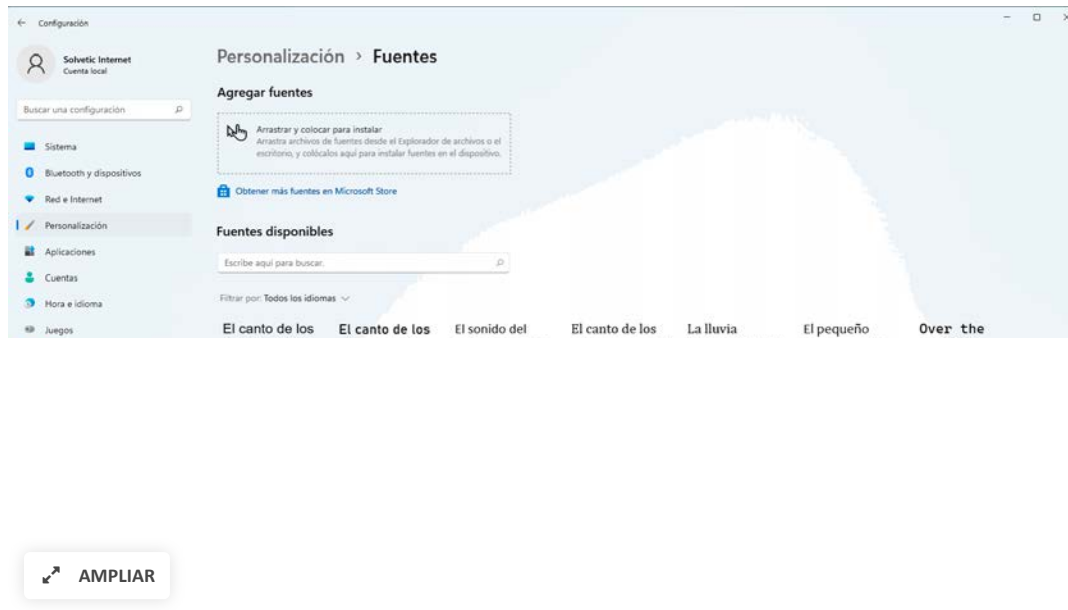 Configuración
Solvetic Internet
Cuenta local
Buscar una configuración
Sistema
Bluetooth y dispositivos
Red e Internet
Personalización
Aplicaciones
Cuentas
Hora e idioma
Juegos
Personalización > Fuentes
Agregar fuentes
Arrastrar y colocar para instalar
Arrastra archivos de fuentes desde el Explorador de archivos o el
escritorio, y colócalos aquí para instalar fuentes en el dispositivo.
Obtener más fuentes en Microsoft Store
Fuentes disponibles
Escribe aquí para buscar.
Filtrar por: Todos los idiomas
El canto de los
El canto de los
El sonido del
El canto de los
La lluvia
El pequeño
Over the
AMPLIAR